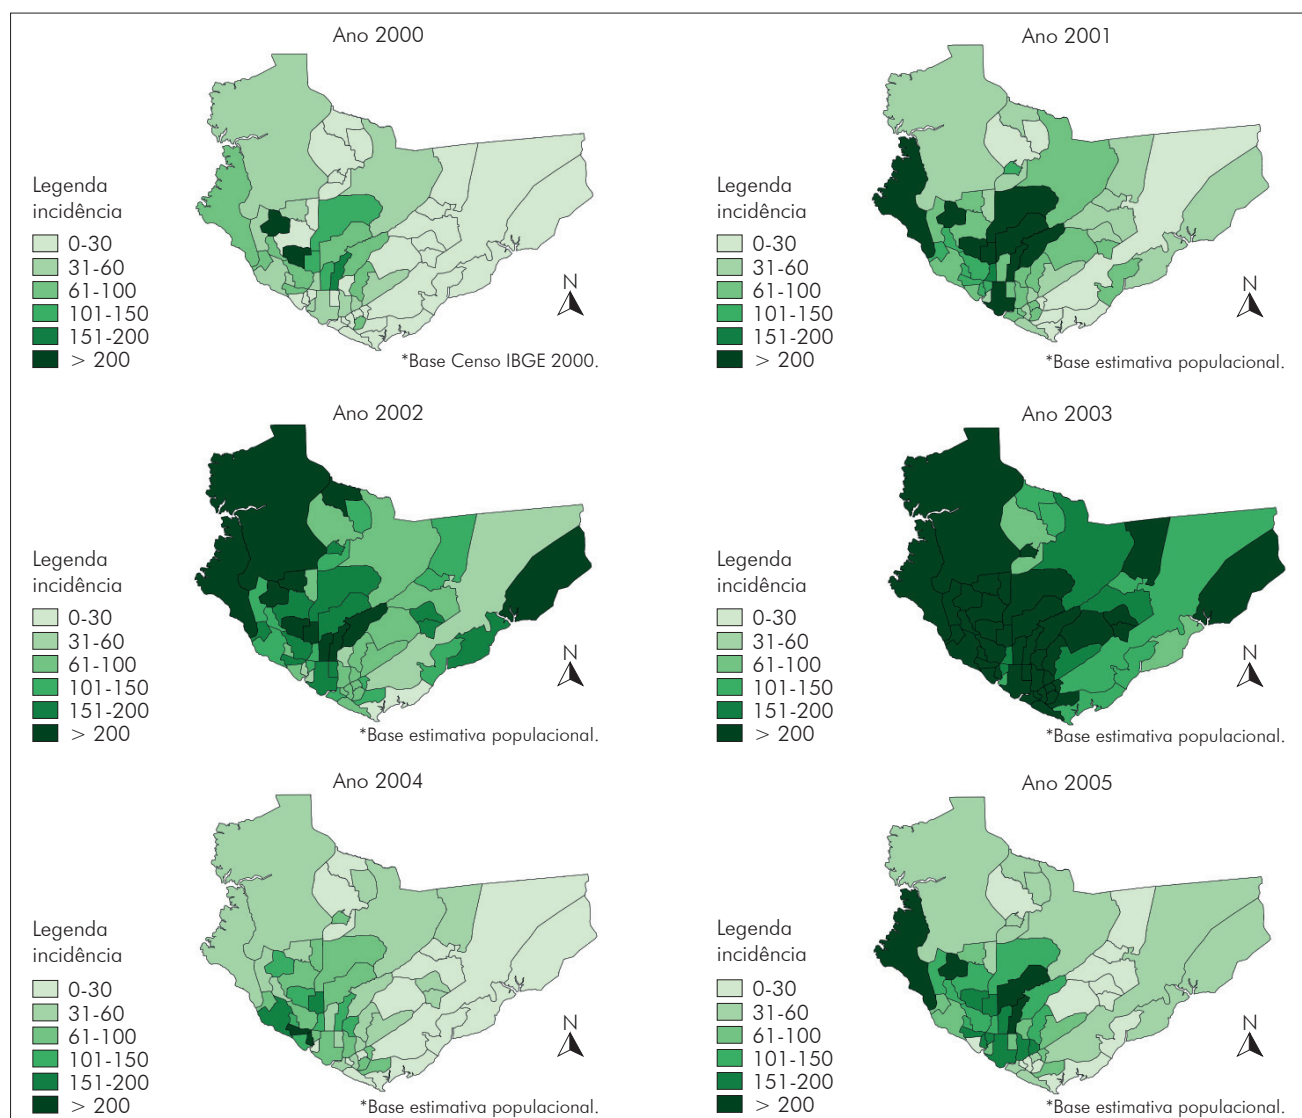 Ano 2000
Legenda
incidência
0-30
31-60
61-100
101-150
151-200
> 200
N
*Base Censo IBGE 2000.
Ano 2001
Legenda
incidência
0-30
31-60
61-100
101-150
151-200
> 200
N
*Base estimativa populacional.
Ano 2002
Legenda
incidência
0-30
31-60
61-100
101-150
151-200
> 200
N
*Base estimativa populacional.
Ano 2003
Legenda
incidência
0-30
31-60
61-100
101-150
151-200
> 200
N
*Base estimativa populacional.
Ano 2004
Legenda
incidência
0-30
31-60
61-100
101-150
151-200
> 200
N
*Base estimativa populacional.
Ano 2005
Legenda
incidência
0-30
31-60
61-100
101-150
151-200
> 200
N
*Base estimativa populacional.